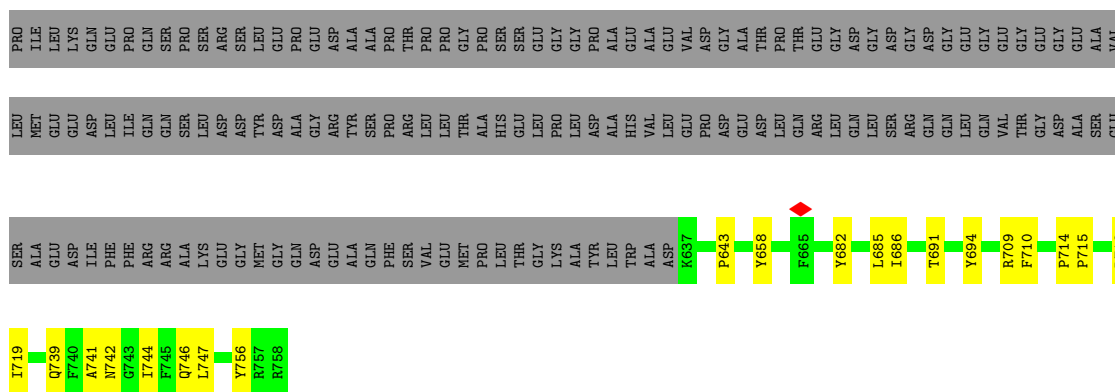 PRO ILE LEU LYS GLN GLU PRO GLN SER PRO SER ARG SER LEU GLU PRO GLU ASP ALA ALA PRO THR PRO PRO GLY PRO SER SER GLU GLY GLY PRO ALA GLU ALA GLU VAL ASP GLY ALA THR PRO THR GLU GLY ASP GLY ASP GLY ASP GLY GLU GLY GLU GLY GLU GLY GLU ALA VAL
LEU MET GLU GLU ASP LEU ILE GLN GLN SER LEU ASP ASP TYR ASP ALA GLY ARG TYR SER PRO ARG LEU LEU THR ALA HIS GLU LEU PRO LEU ASP ALA HIS VAL LEU GLU PRO ASP GLU ASP LEU GLN ARG LEU GLN LEU SER ARG GLN GLN LEU GLN VAL THR GLY ASP ALA SER GLU
SER ALA GLU ASP ILE PHE PHE ARG ARG ALA LYS GLU GLY MET GLY GLN ASP GLU ALA GLN PHE SER VAL GLU MET PRO LEU THR GLY LYS ALA TYR LEU TRP ALA ASP K637 P643 Y658 F665 Y682 L685 I686 T691 Y694 R709 F710 P714 P715
I719 Q739 F740 A741 N742 G743 I744 F745 Q746 L747 Y756 R757 R758